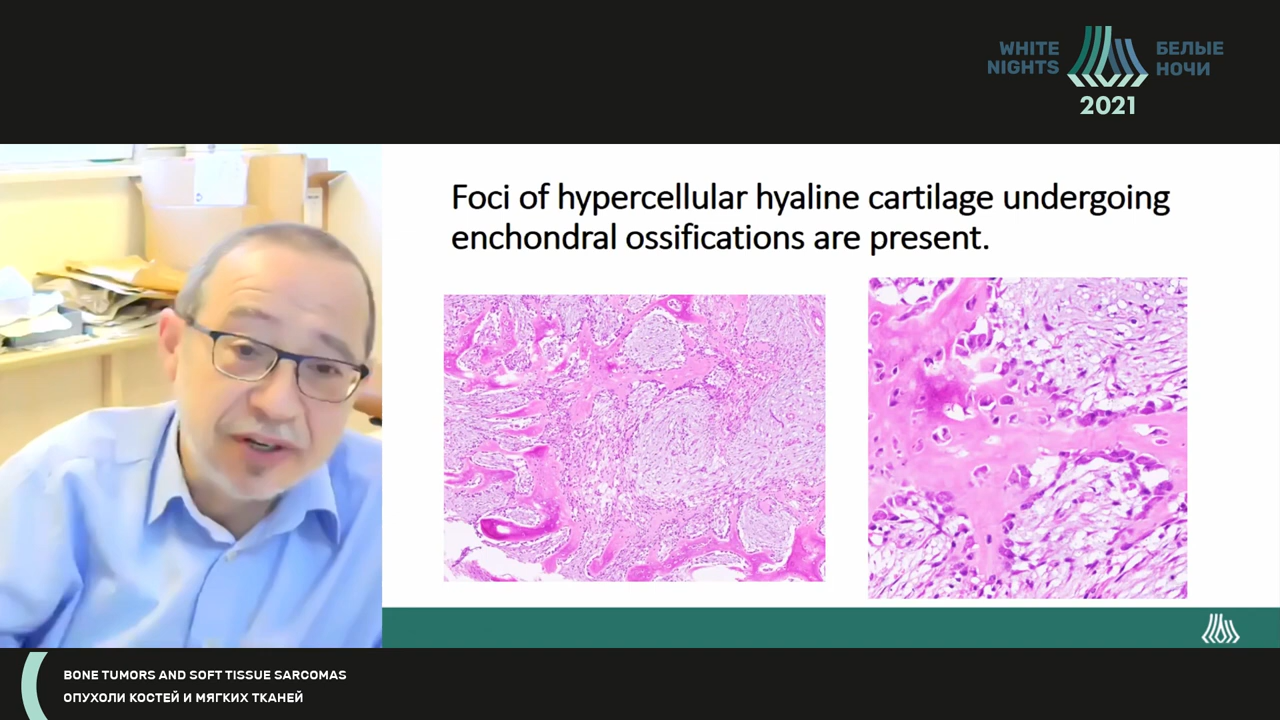 WHITE
NIGHTS
БЕЛЫЕ
НОЧИ
2021
Foci of hypercellular hyaline cartilage undergoing
enchondral ossifications are present.
BONE TUMORS AND SOFT TISSUE SARCOMAS
ОПУХОЛИ КОСТЕЙ И МЯГКИХ ТКАНЕЙ